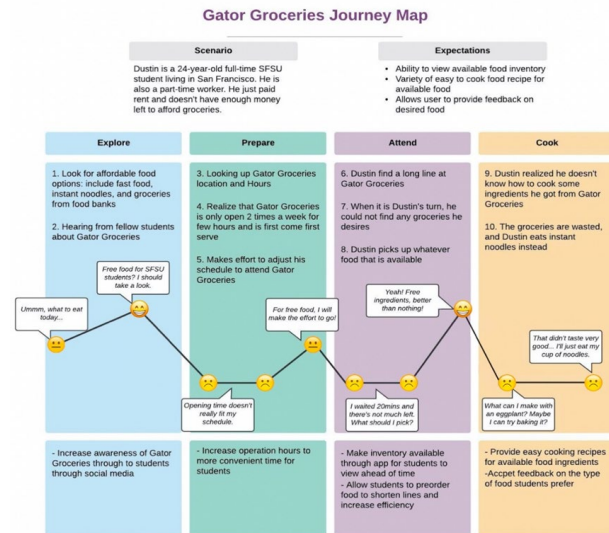 Gator Groceries Journey Map
Scenario
Dustin is a 24-year-old full-time SFSU
student living in San Francisco. He is
also a part-time worker. He just paid
rent and doesn't have enough money
left to afford groceries.
Expectations
• Ability to view available food inventory
• Variety of easy to cook food recipe for
available food
• Allows user to provide feedback on
desired food
Explore
Prepare
Attend
Cook
1. Look for affordable food
options: include fast food,
instant noodles, and groceries
from food banks
2. Hearing from fellow students
about Gator Groceries
3. Looking up Gator Groceries
location and Hours
4. Realize that Gator Groceries
is only open 2 times a week for
few hours and is first come first
serve
5. Makes effort to adjust his
schedule to attend Gator
Groceries
6. Dustin find a long line at
Gator Groceries
7. When it is Dustin's turn, he
could not find any groceries he
desires
8. Dustin picks up whatever
food that is available
9. Dustin realized he doesn't
know how to cook some
ingredients he got from Gator
Groceries
10. The groceries are wasted,
and Dustin eats instant
noodles instead
Ummm, what to eat
today...
Free food for SFSU
students? I should
take a look.
Opening time doesn't
really fit my
schedule.
For free food, I will
make the effort to go!
I waited 20mins and
there's not much left.
What should I pick?
Yeah! Free
ingredients, better
than nothing!
What can I make with
an eggplant? Maybe
I can try baking it?
That didn't taste very
good... I'll just eat my
cup of noodles.
- Increase awareness of Gator
Groceries through to students
through social media
- Increase operation hours to
more convenient time for
students
- Make inventory available
through app for students to
view ahead of time
- Allow students to preorder
food to shorten lines and
increase efficiency
- Provide easy cooking recipes
for available food ingredients
-Accpet feedback on the type
of food students prefer